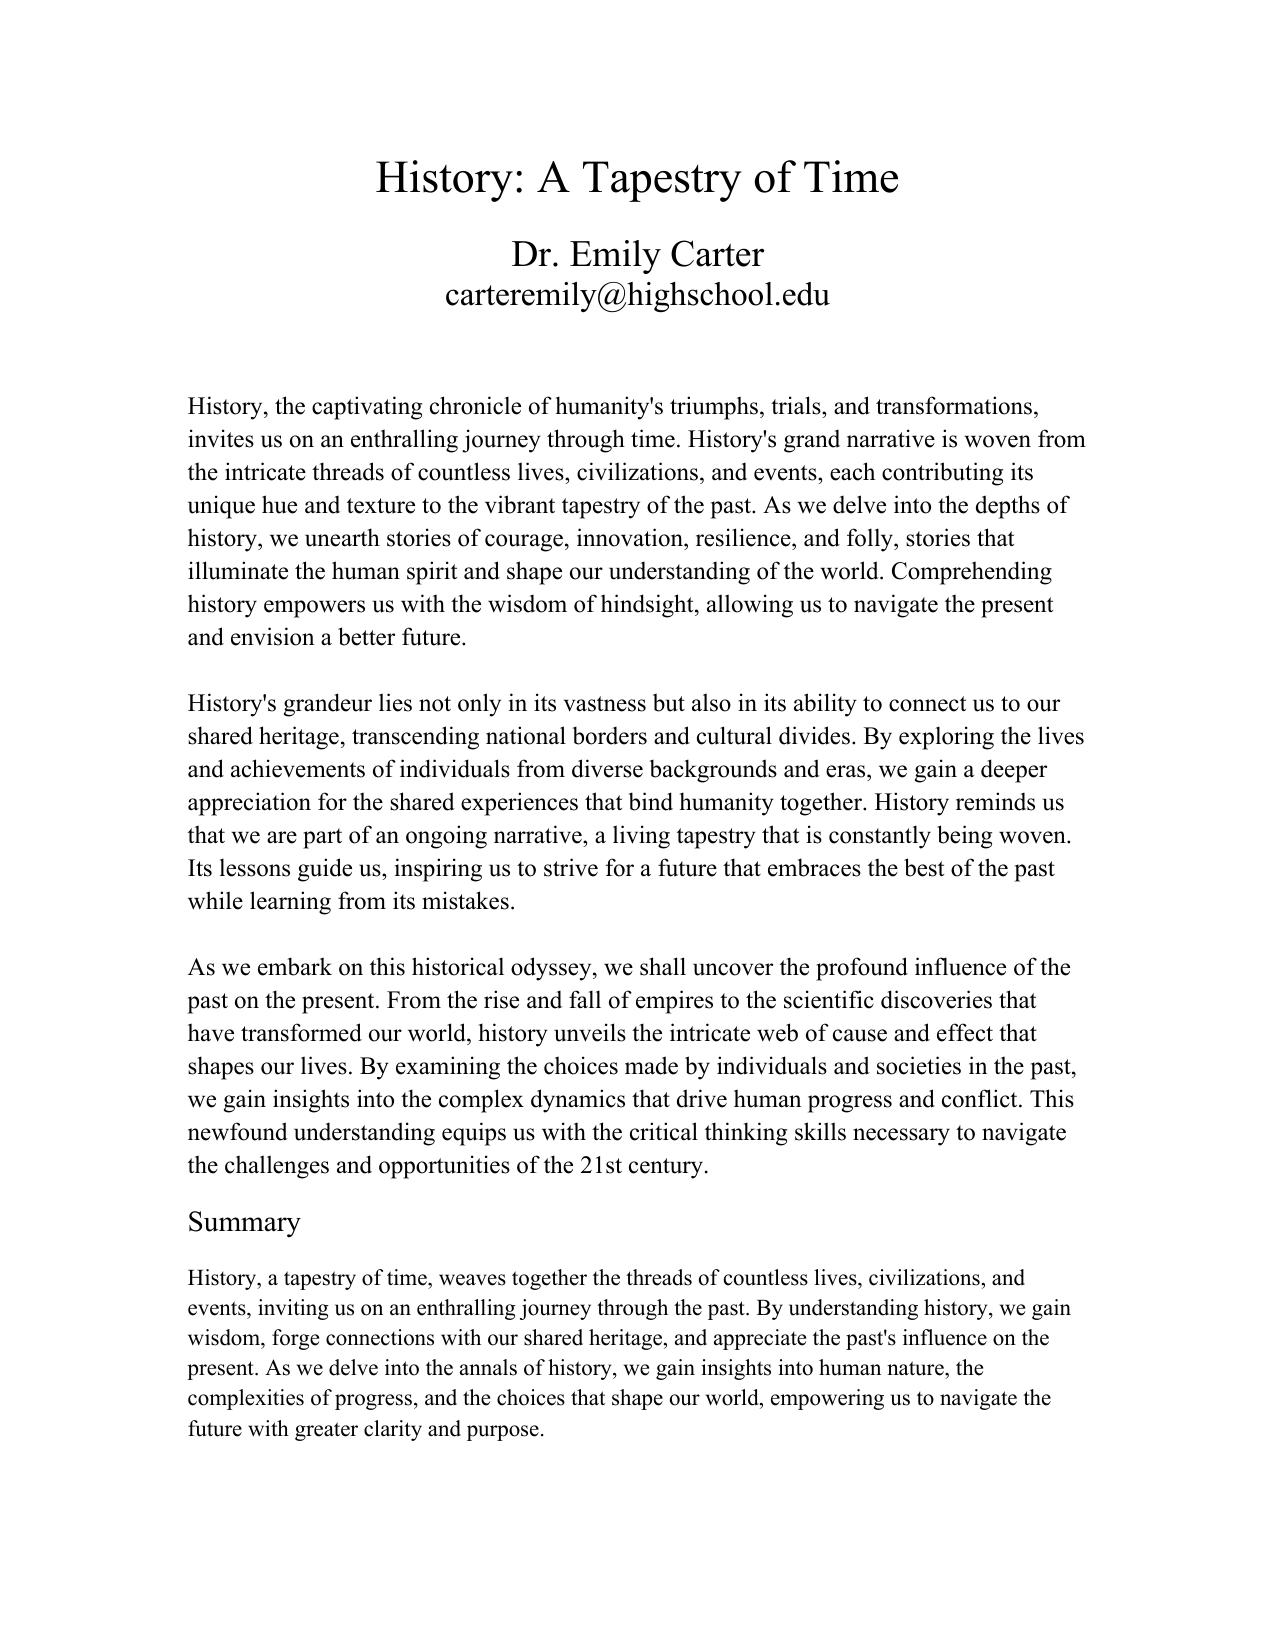 History: A Tapestry of Time
Dr. Emily Carter
carteremily@highschool.edu
History, the captivating chronicle of humanity's triumphs, trials, and transformations,
invites us on an enthralling journey through time. History's grand narrative is woven from
the intricate threads of countless lives, civilizations, and events, each contributing its
unique hue and texture to the vibrant tapestry of the past. As we delve into the depths of
history, we unearth stories of courage, innovation, resilience, and folly, stories that
illuminate the human spirit and shape our understanding of the world. Comprehending
history empowers us with the wisdom of hindsight, allowing us to navigate the present
and envision a better future.
History's grandeur lies not only in its vastness but also in its ability to connect us to our
shared heritage, transcending national borders and cultural divides. By exploring the lives
and achievements of individuals from diverse backgrounds and eras, we gain a deeper
appreciation for the shared experiences that bind humanity together. History reminds us
that we are part of an ongoing narrative, a living tapestry that is constantly being woven.
Its lessons guide us, inspiring us to strive for a future that embraces the best of the past
while learning from its mistakes.
As we embark on this historical odyssey, we shall uncover the profound influence of the
past on the present. From the rise and fall of empires to the scientific discoveries that
have transformed our world, history unveils the intricate web of cause and effect that
shapes our lives. By examining the choices made by individuals and societies in the past,
we gain insights into the complex dynamics that drive human progress and conflict. This
newfound understanding equips us with the critical thinking skills necessary to navigate
the challenges and opportunities of the 21st century.
Summary
History, a tapestry of time, weaves together the threads of countless lives, civilizations, and
events, inviting us on an enthralling journey through the past. By understanding history, we gain
wisdom, forge connections with our shared heritage, and appreciate the past's influence on the
present. As we delve into the annals of history, we gain insights into human nature, the
complexities of progress, and the choices that shape our world, empowering us to navigate the
future with greater clarity and purpose.